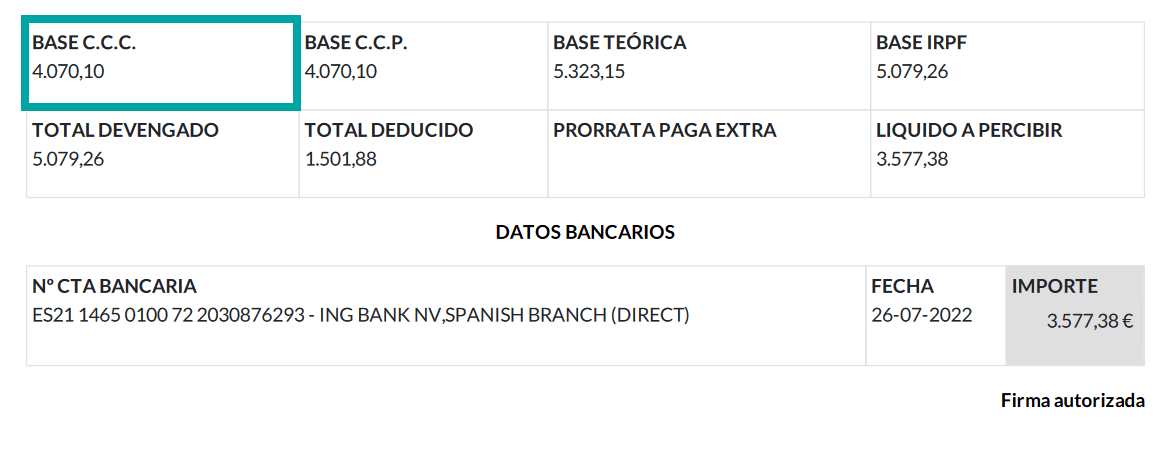 BASE C.C.C.
4.070,10
BASE C.C.P.
4.070,10
BASE TEÓRICA
5.323,15
BASE IRPF
5.079,26
TOTAL DEVENGADO
5.079,26
TOTAL DEDUCIDO
1.501,88
PRORRATA PAGA EXTRA
LIQUIDO A PERCIBIR
3.577,38
DATOS BANCARIOS
Nº CTA BANCARIA
ES21 1465 0100 72 2030876293 - ING BANK NV,SPANISH BRANCH (DIRECT)
FECHA
26-07-2022
IMPORTE
3.577,38 €
Firma autorizada